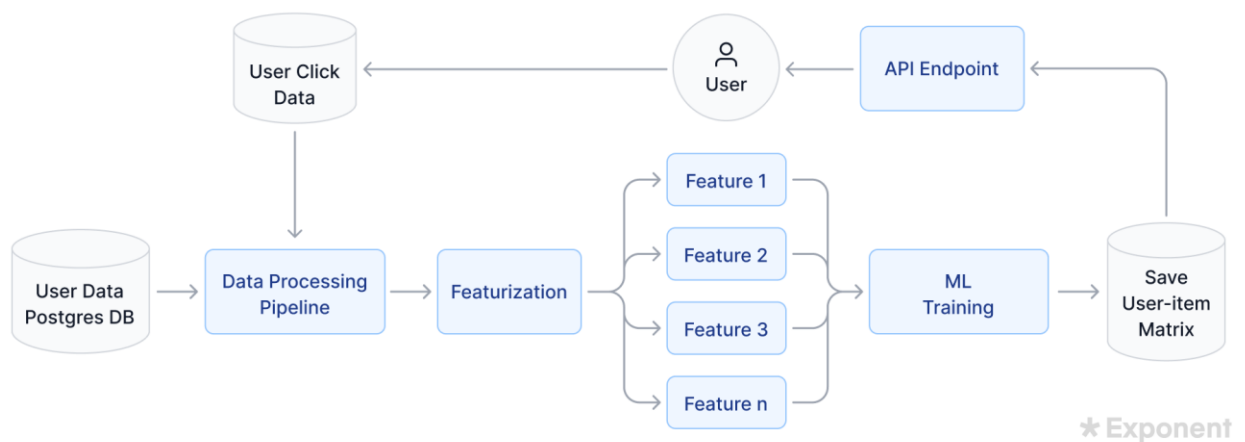 User Click
Data
User
API Endpoint
Feature 1
Feature 2
Feature 3
Feature n
User Data
Postgres DB
Data Processing
Pipeline
Featurization
ML
Training
Save
User-item
Matrix
Exponent